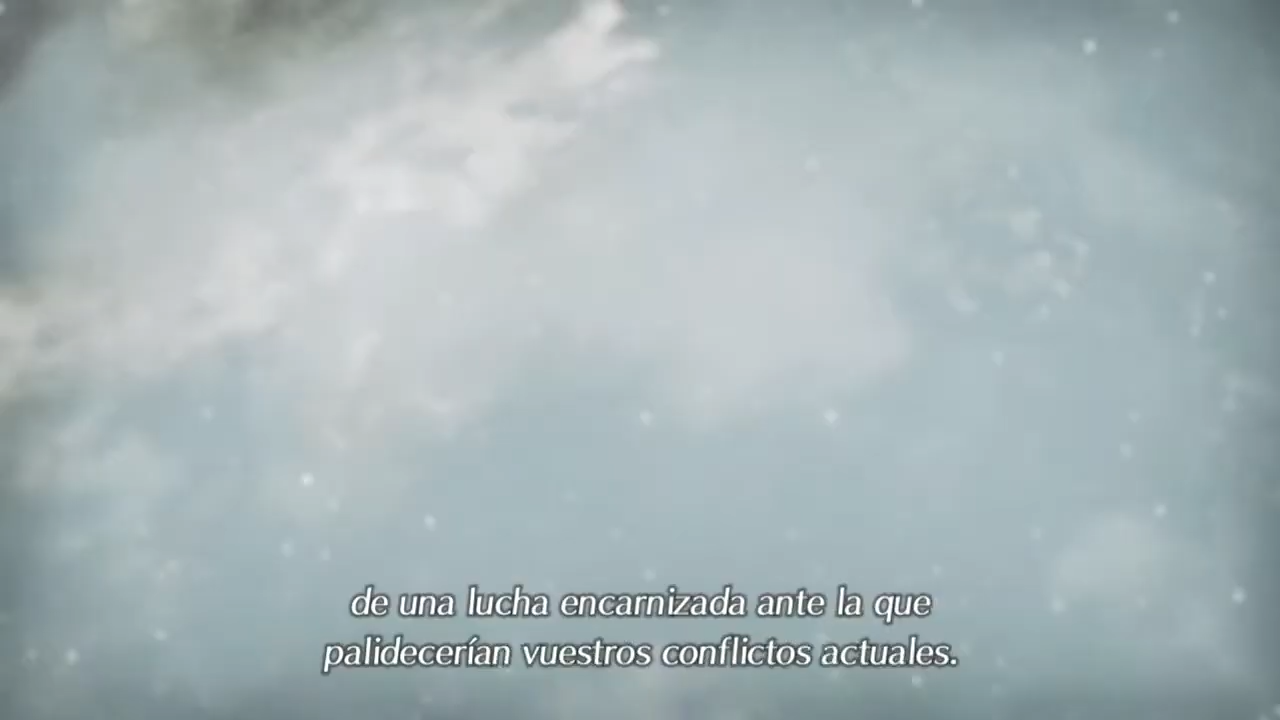 de una lucha encarnizada ante la que
palidecerían vuestros conflictos actuales.